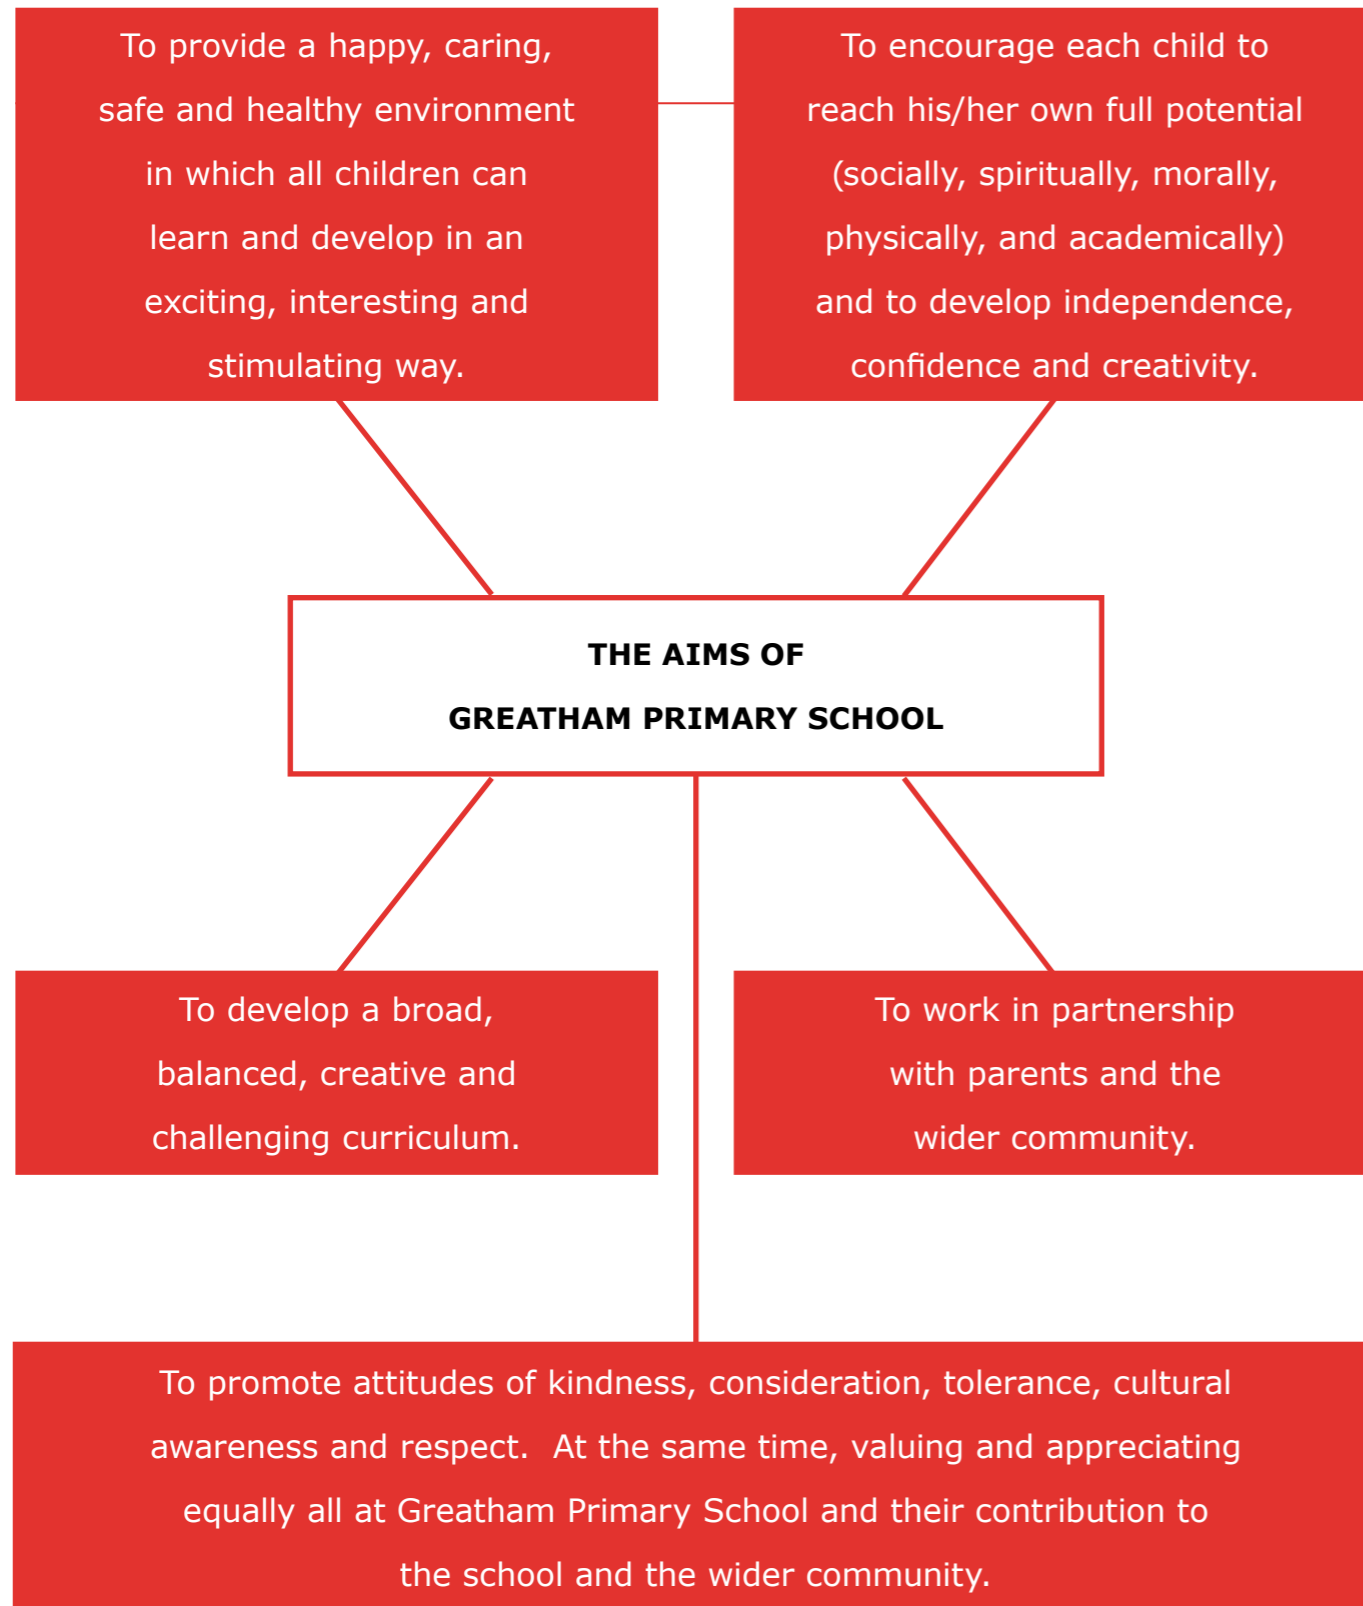 To provide a happy, caring,
safe and healthy environment
in which all children can
learn and develop in an
exciting, interesting and
stimulating way.
To encourage each child to
reach his/her own full potential
(socially, spiritually, morally,
physically, and academically)
and to develop independence,
confidence and creativity.
THE AIMS OF
GREATHAM PRIMARY SCHOOL
To develop a broad,
balanced, creative and
challenging curriculum.
To work in partnership
with parents and the
wider community.
To promote attitudes of kindness, consideration, tolerance, cultural
awareness and respect.  At the same time, valuing and appreciating
equally all at Greatham Primary School and their contribution to
the school and the wider community.